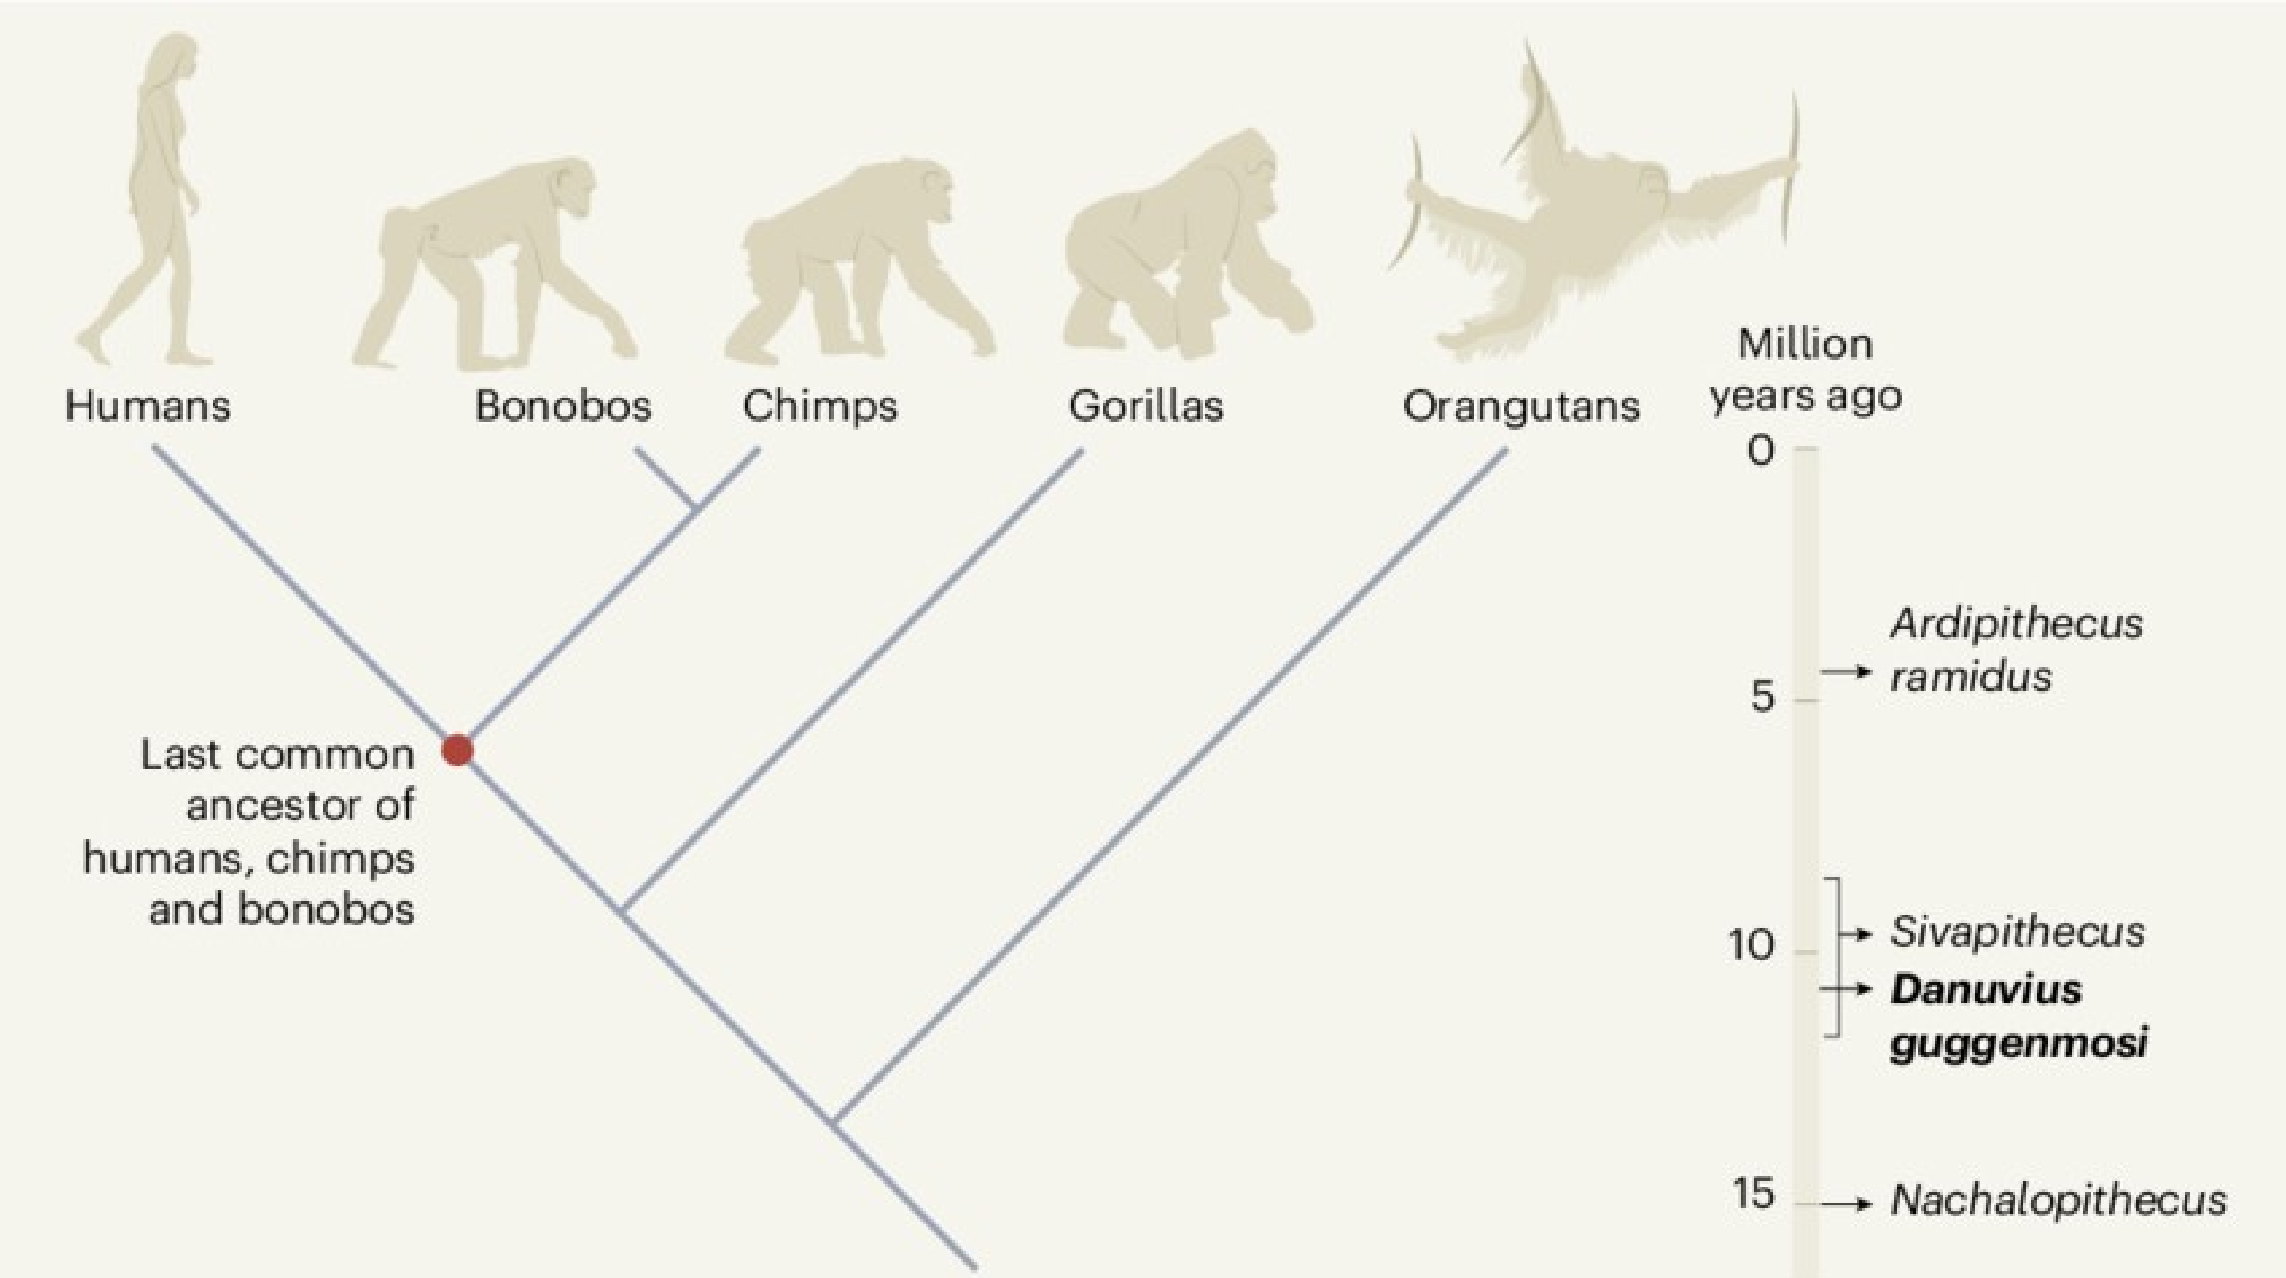 Humans
Bonobos
Chimps
Gorillas
Orangutans
Million
years ago
0
Ardipithecus
ramidus
5
Last common
ancestor of
humans, chimps
and bonobos
Sivapithecus
10
Danuvius
guggenmosi
15
Nachalopithecus